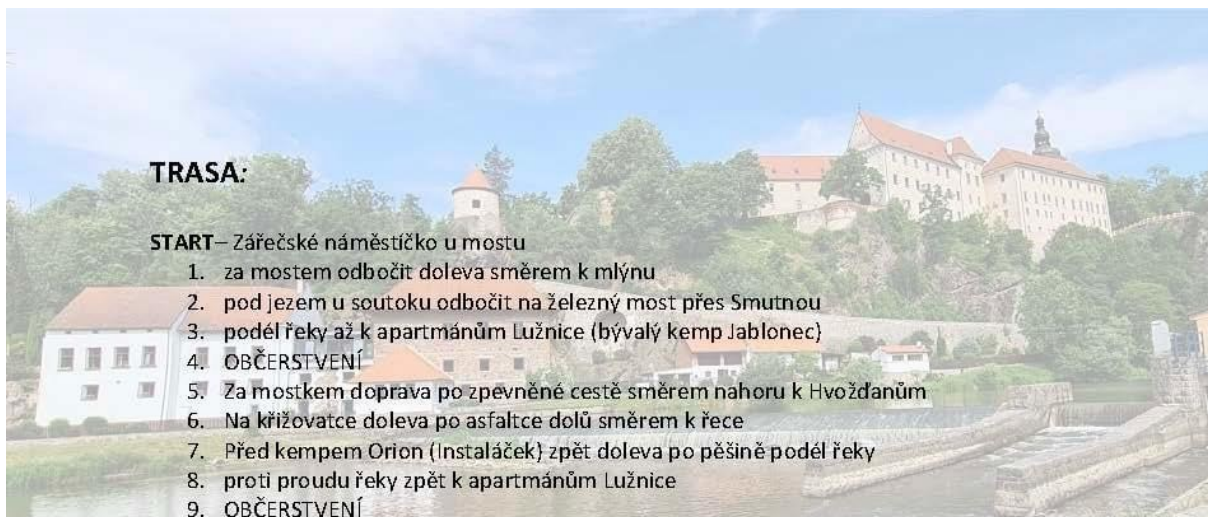 TRASA:
START– Zářečské náměstíčko u mostu
1. za mostem odbočit doleva směrem k mlýnu
2. pod jezem u soutoku odbočit na železný most přes Smutnou
3. podél řeky až k apartmánům Lužnice (bývalý kemp Jablonec)
4. OBČERSTVENÍ
5. Za mostkem doprava po zpevněné cestě směrem nahoru k Hvožďanům
6. Na křižovatce doleva po asfaltce dolů směrem k řece
7. Před kempem Orion (Instaláček) zpět doleva po pěšině podél řeky
8. proti proudu řeky zpět k apartmánům Lužnice
9. OBČERSTVENÍ